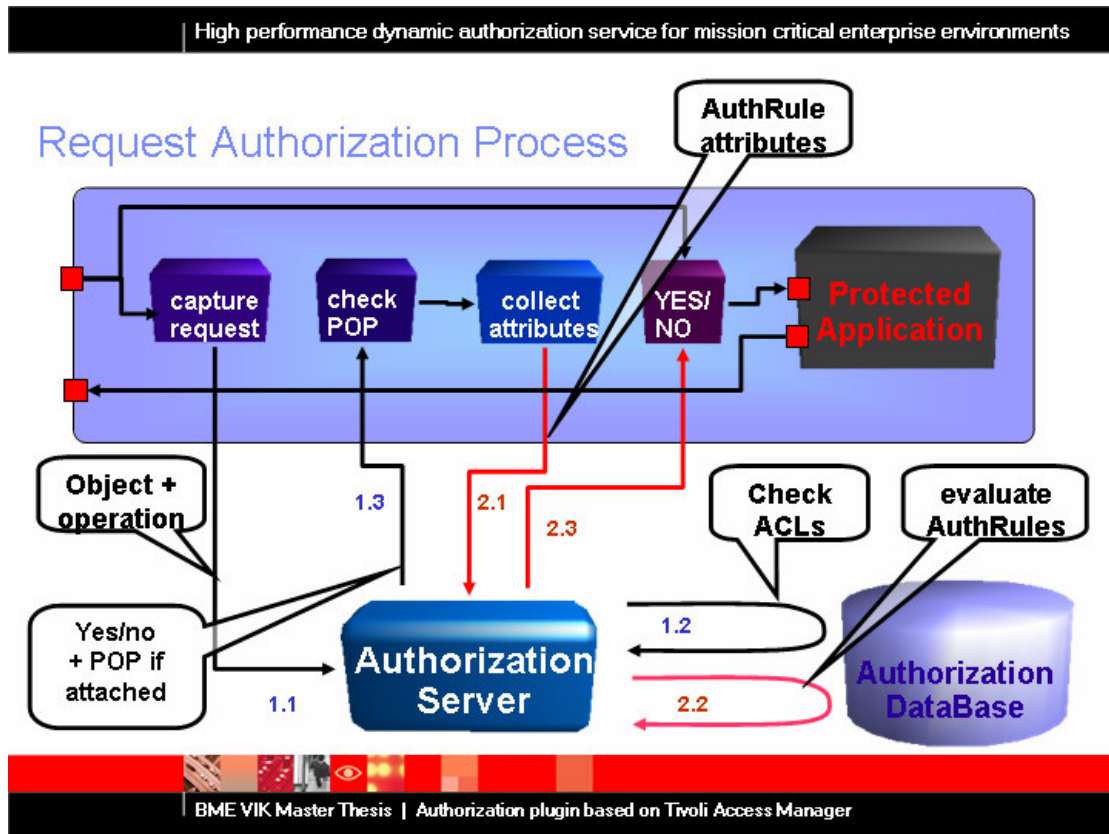 High performance dynamic authorization service for mission critical enterprise environments
Request Authorization Process
AuthRule
attributes
capture
request
check
POP
collect
attributes
YES/
NO
Protected
Application
Object +
operation
1.3
2.1
2.3
Check
ACLs
evaluate
AuthRules
Yes/no
+ POP if
attached
1.1
Authorization
Server
1.2
2.2
Authorization
DataBase
BME VIK Master Thesis | Authorization plugin based on Tivoli Access Manager